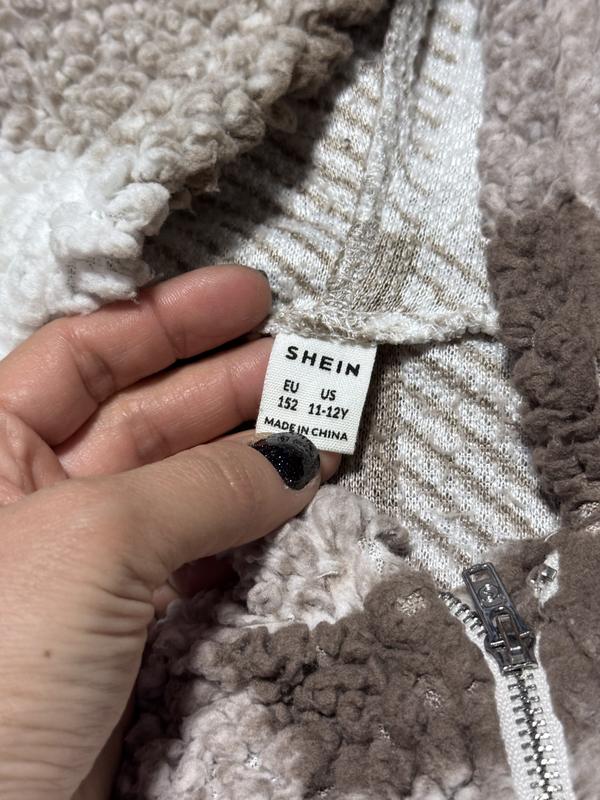 SHEIN
EU US
152 11-12Y
MADE IN CHINA